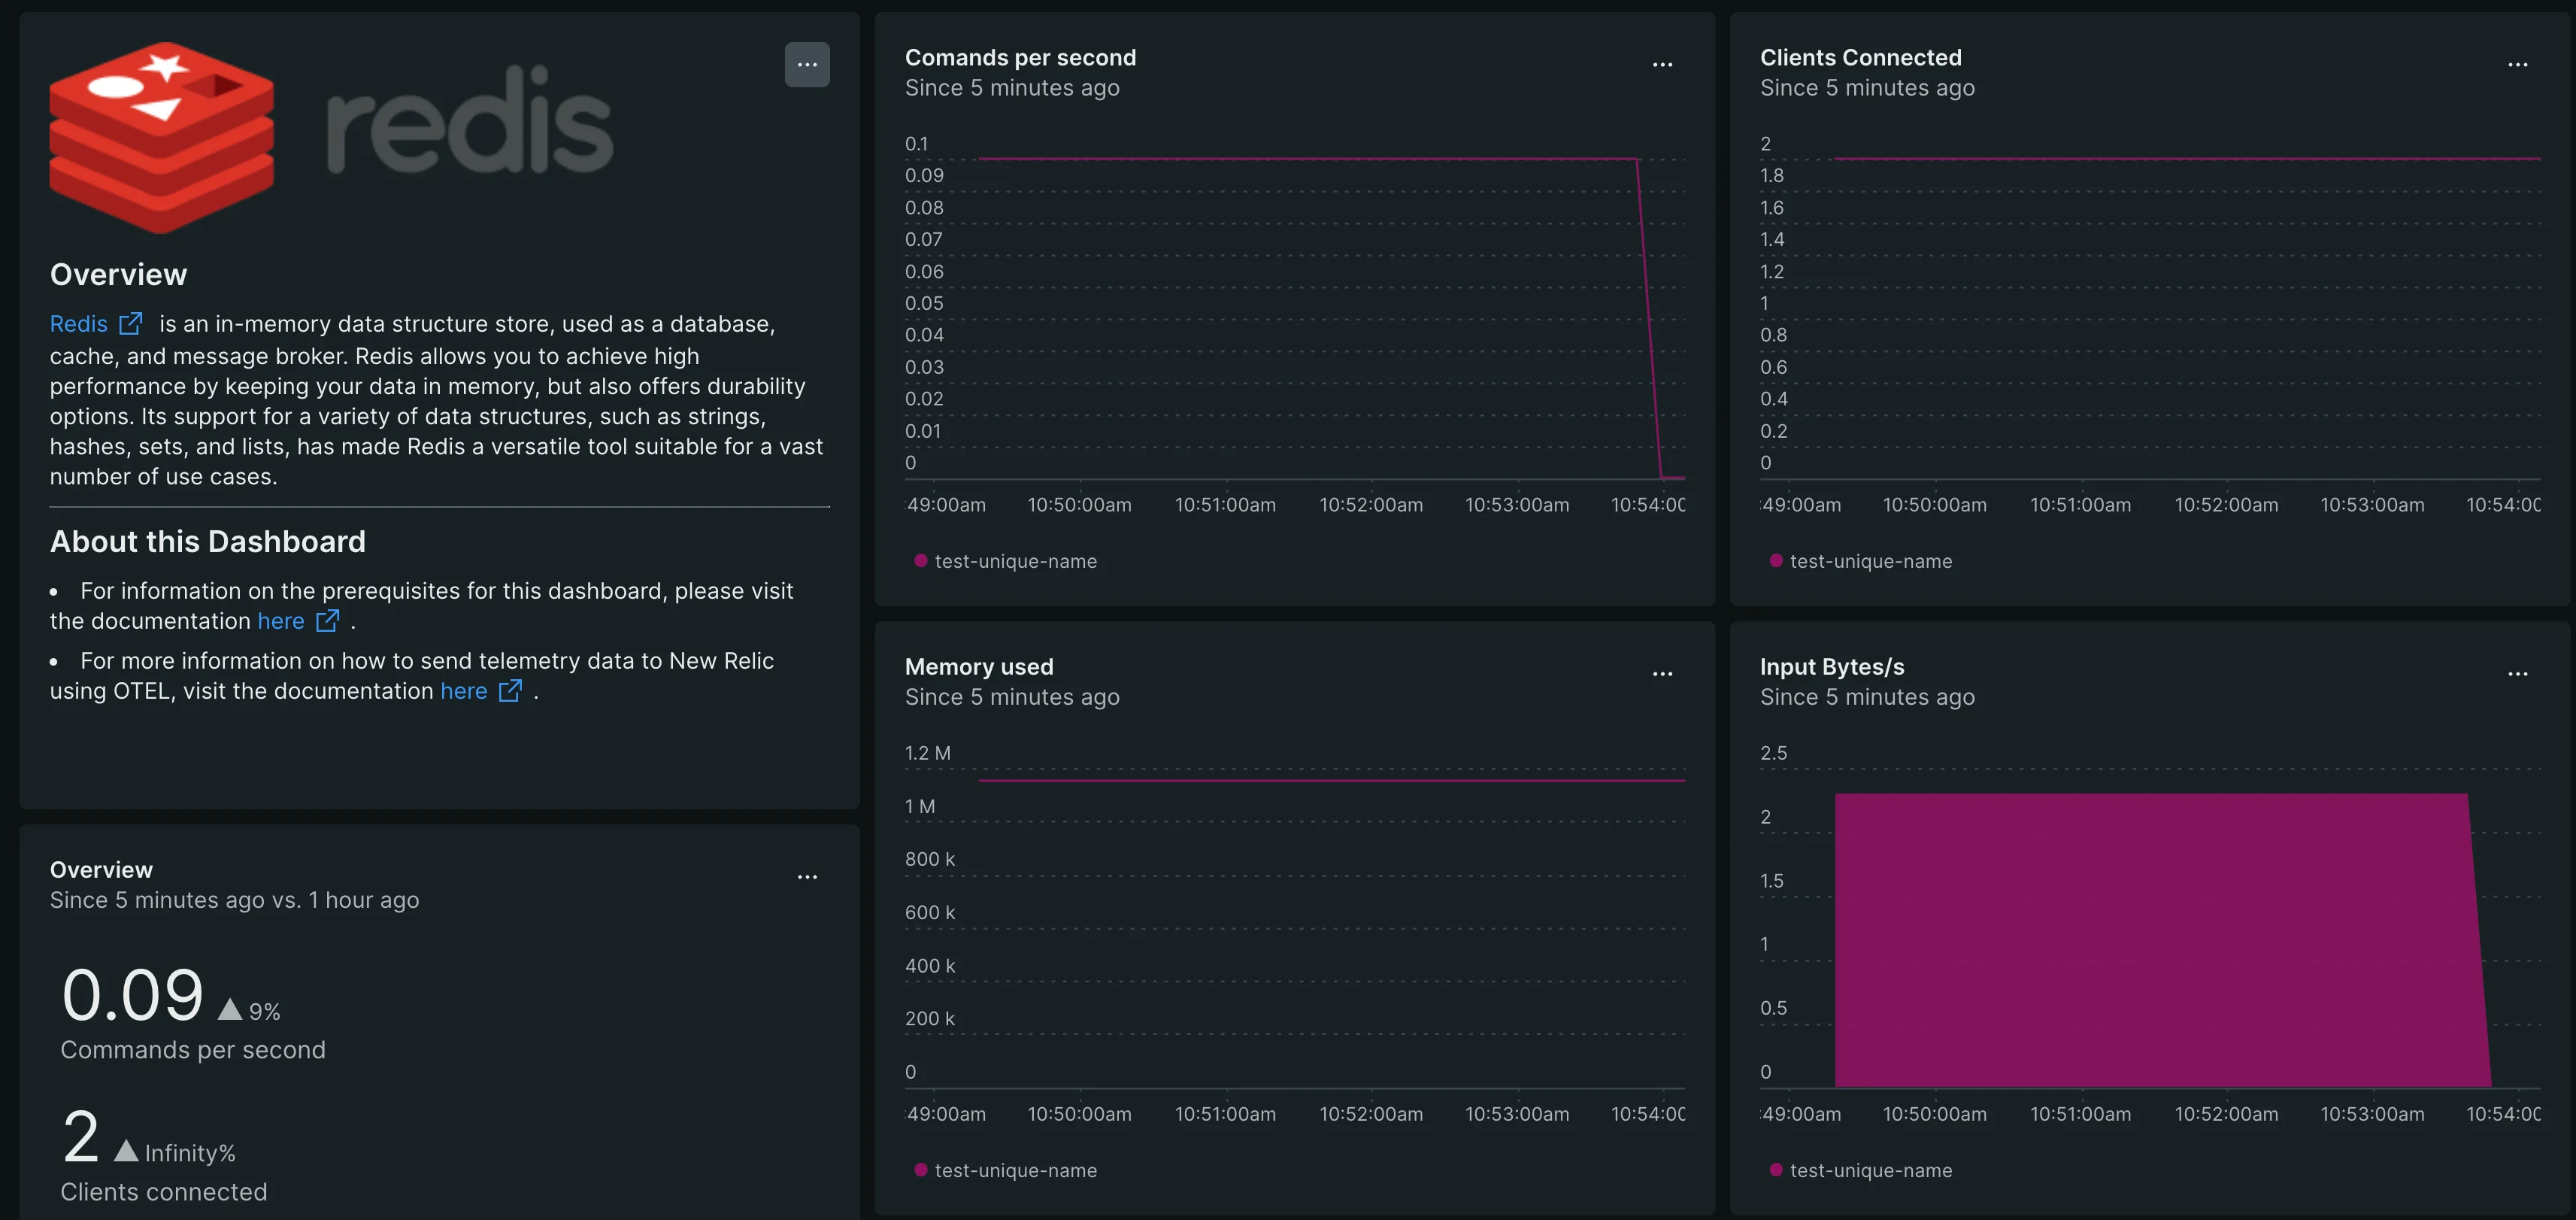 redis
Overview
Redis is an in-memory data structure store, used as a database,
cache, and message broker. Redis allows you to achieve high
performance by keeping your data in memory, but also offers durability
options. Its support for a variety of data structures, such as strings,
hashes, sets, and lists, has made Redis a versatile tool suitable for a vast
number of use cases.
About this Dashboard
• For information on the prerequisites for this dashboard, please visit
the documentation here .
• For more information on how to send telemetry data to New Relic
using OTEL, visit the documentation here .
Overview
Since 5 minutes ago vs. 1 hour ago
0.09 ▲ 9%
Commands per second
2 ▲ Infinity%
Clients connected
Comands per second
Since 5 minutes ago
0.1
0.09
0.08
0.07
0.06
0.05
0.04
0.03
0.02
0.01
0
:49:00am 10:50:00am 10:51:00am 10:52:00am 10:53:00am 10:54:00
test-unique-name
Clients Connected
Since 5 minutes ago
2
1.8
1.6
1.4
1.2
1
0.8
0.6
0.4
0.2
0
:49:00am 10:50:00am 10:51:00am 10:52:00am 10:53:00am 10:54:00
test-unique-name
Memory used
Since 5 minutes ago
1.2 M
1 M
800 k
600 k
400 k
200 k
0
:49:00am 10:50:00am 10:51:00am 10:52:00am 10:53:00am 10:54:00
test-unique-name
Input Bytes/s
Since 5 minutes ago
2.5
2
1.5
1
0.5
0
:49:00am 10:50:00am 10:51:00am 10:52:00am 10:53:00am 10:54:00
test-unique-name